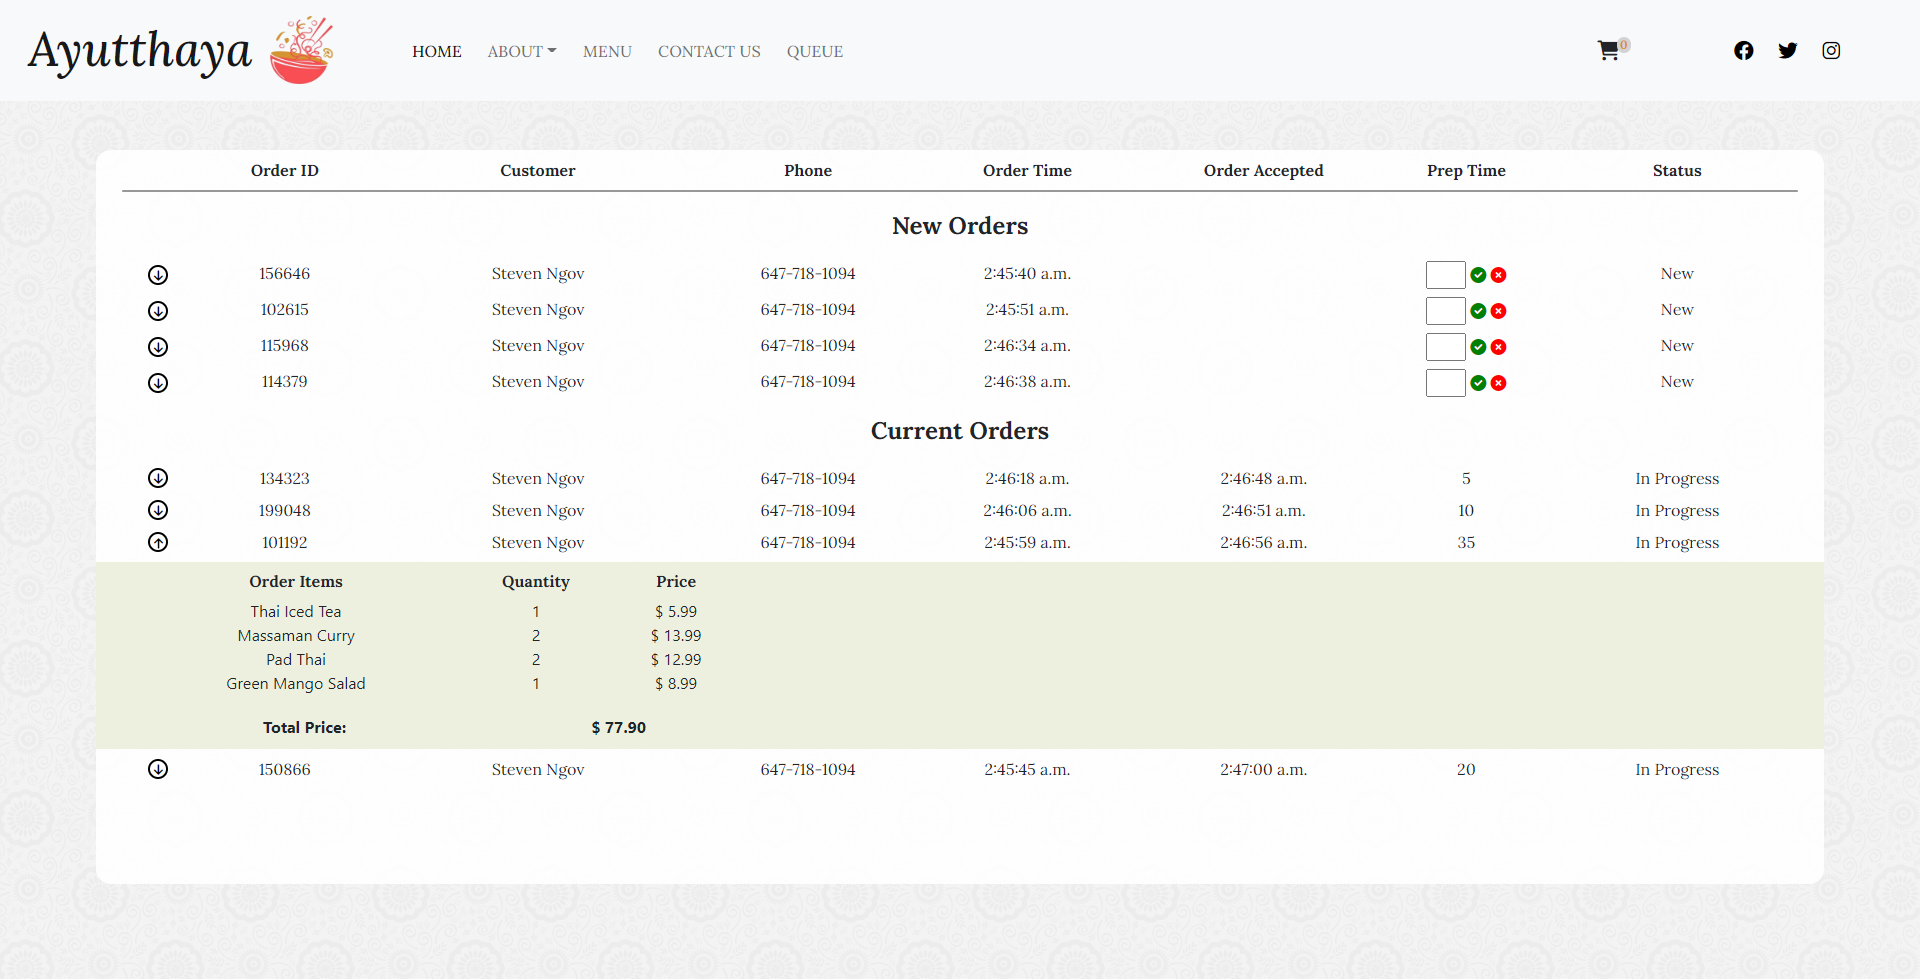 Ayutthaya HOME ABOUT MENU CONTACT US QUEUE 0
Order ID Customer Phone Order Time Order Accepted Prep Time Status
New Orders
156646 Steven Ngov 647-718-1094 2:45:40 a.m. New
102615 Steven Ngov 647-718-1094 2:45:51 a.m. New
115968 Steven Ngov 647-718-1094 2:46:34 a.m. New
114379 Steven Ngov 647-718-1094 2:46:38 a.m. New
Current Orders
134323 Steven Ngov 647-718-1094 2:46:18 a.m. 2:46:48 a.m. 5 In Progress
199048 Steven Ngov 647-718-1094 2:46:06 a.m. 2:46:51 a.m. 10 In Progress
101192 Steven Ngov 647-718-1094 2:45:59 a.m. 2:46:56 a.m. 35 In Progress
Order Items Quantity Price
Thai Iced Tea 1 $ 5.99
Massaman Curry 2 $ 13.99
Pad Thai 2 $ 12.99
Green Mango Salad 1 $ 8.99
Total Price: $ 77.90
150866 Steven Ngov 647-718-1094 2:45:45 a.m. 2:47:00 a.m. 20 In Progress